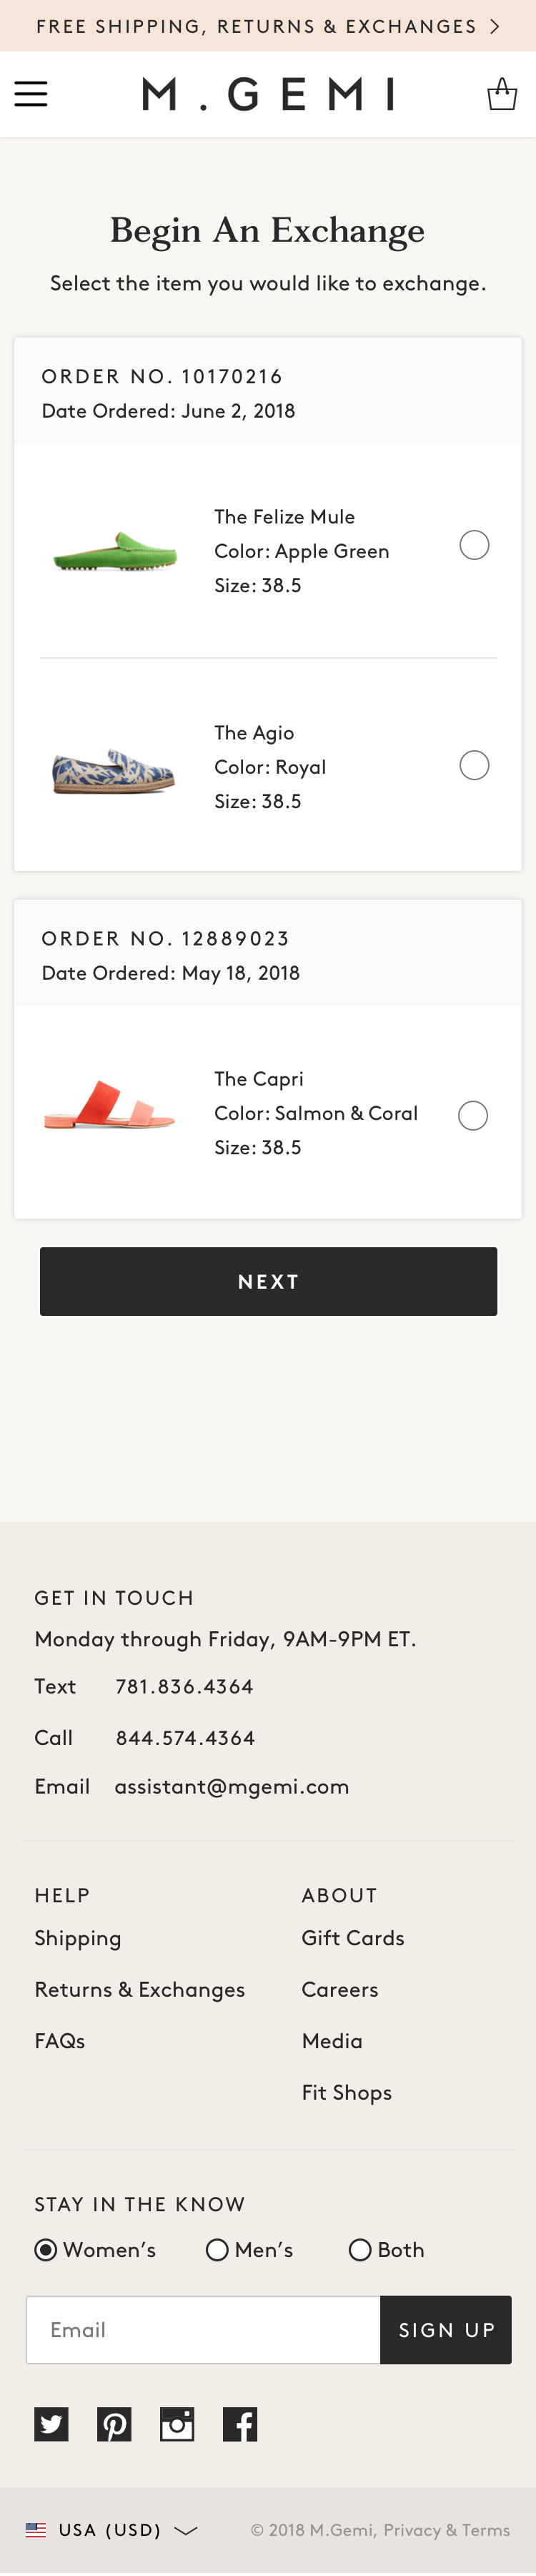 FREE SHIPPING, RETURNS & EXCHANGES
M.GEMI
Begin An Exchange
Select the item you would like to exchange.
ORDER NO. 10170216
Date Ordered: June 2, 2018
The Felize Mule
Color: Apple Green
Size: 38.5
The Agio
Color: Royal
Size: 38.5
ORDER NO. 12889023
Date Ordered: May 18, 2018
The Capri
Color: Salmon & Coral
Size: 38.5
NEXT
GET IN TOUCH
Monday through Friday, 9AM-9PM ET.
Text 781.836.4364
Call 844.574.4364
Email assistant@mgemi.com
HELP
Shipping
Returns & Exchanges
FAQs
ABOUT
Gift Cards
Careers
Media
Fit Shops
STAY IN THE KNOW
Women’s Men’s Both
Email SIGN UP
USA (USD) © 2018 M.Gemi, Privacy & Terms